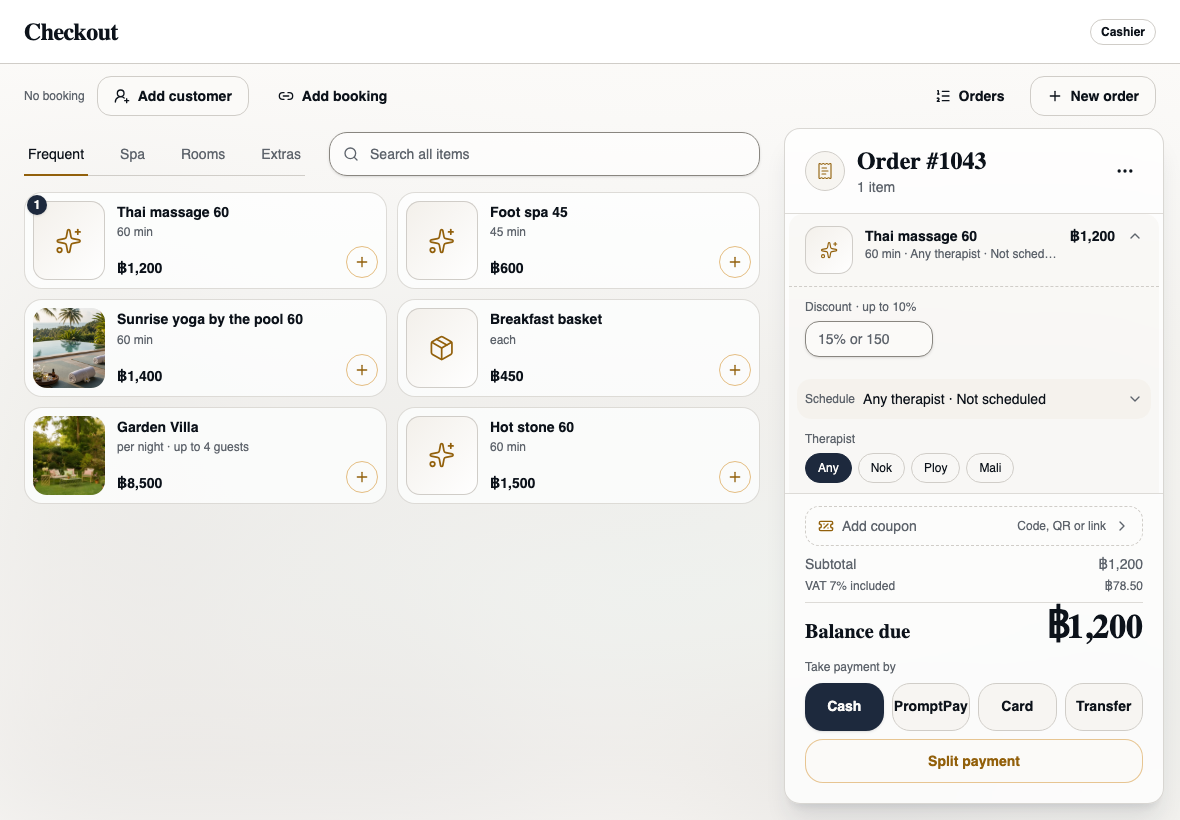 Checkout
Cashier
No booking
Add customer
Add booking
Orders
New order
Frequent
Spa
Rooms
Extras
Search all items
1
Thai massage 60
60 min
฿1,200
Foot spa 45
45 min
฿600
Sunrise yoga by the pool 60
60 min
฿1,400
Breakfast basket
each
฿450
Garden Villa
per night · up to 4 guests
฿8,500
Hot stone 60
60 min
฿1,500
Order #1043
1 item
Thai massage 60
฿1,200
60 min · Any therapist · Not sched…
Discount · up to 10%
15% or 150
Schedule Any therapist · Not scheduled
Therapist
Any
Nok
Ploy
Mali
Add coupon
Code, QR or link
Subtotal
฿1,200
VAT 7% included
฿78.50
Balance due
฿1,200
Take payment by
Cash
PromptPay
Card
Transfer
Split payment